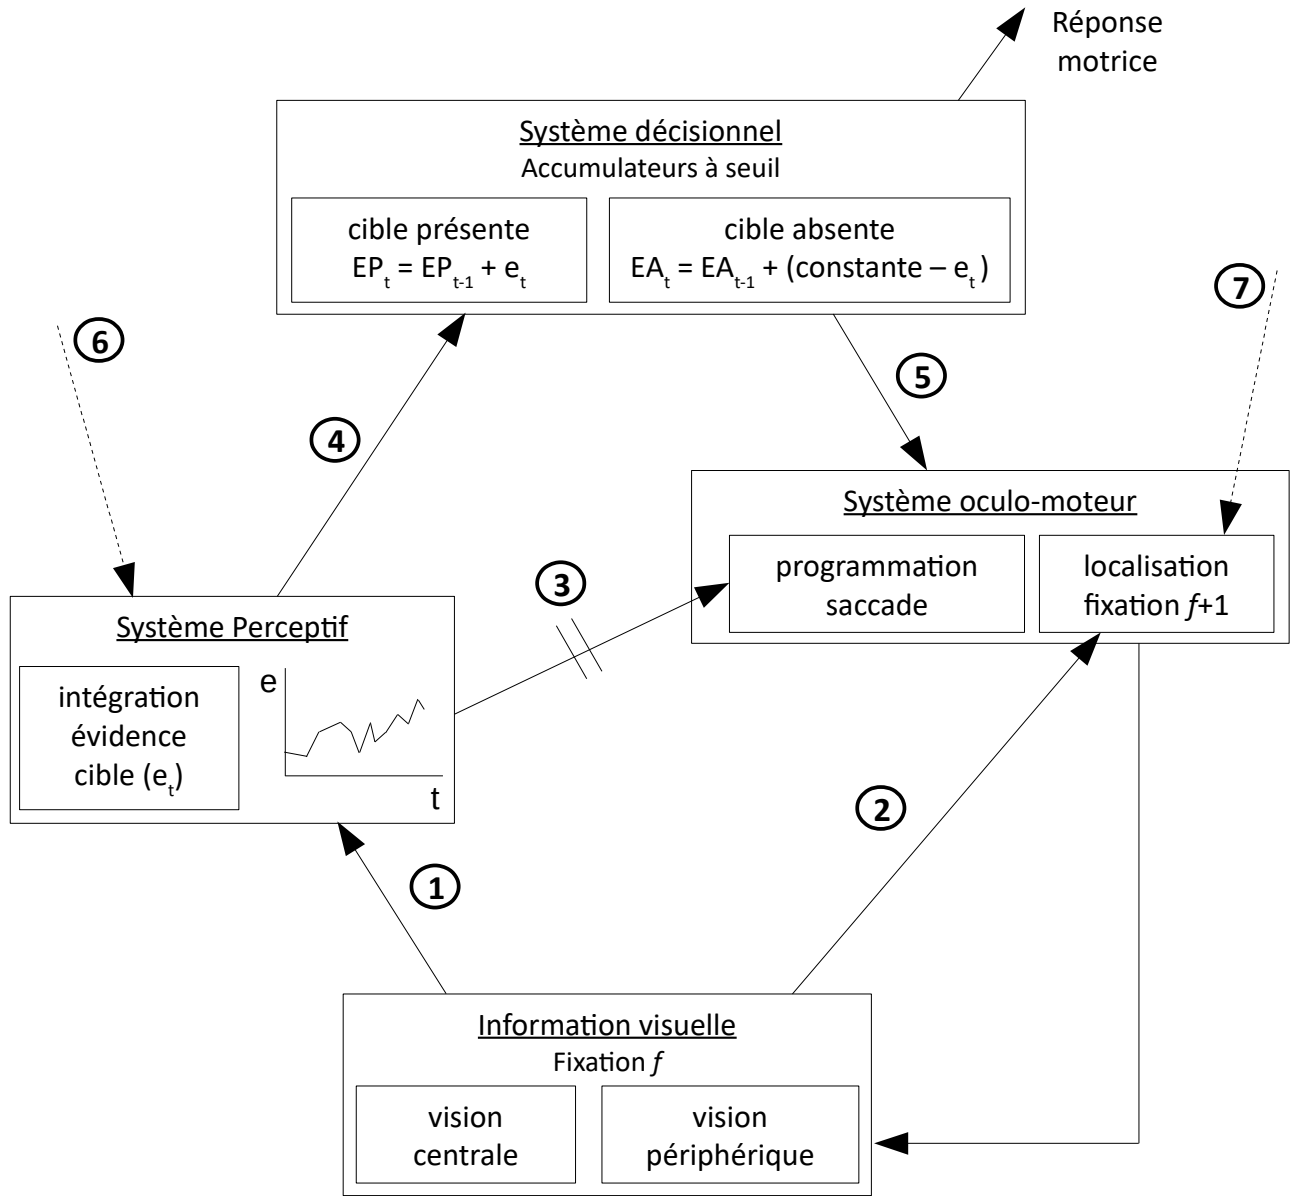 Réponse
motrice
Système décisionnel
Accumulateurs à seuil
cible présente
EPt = EPt-1 + et
cible absente
EAt = EAt-1 + (constante – et )
7
6
5
4
Système oculo-moteur
programmation
saccade
localisation
fixation f+1
3
Système Perceptif
intégration
évidence
cible (et)
e
t
2
1
Information visuelle
Fixation f
vision
centrale
vision
périphérique